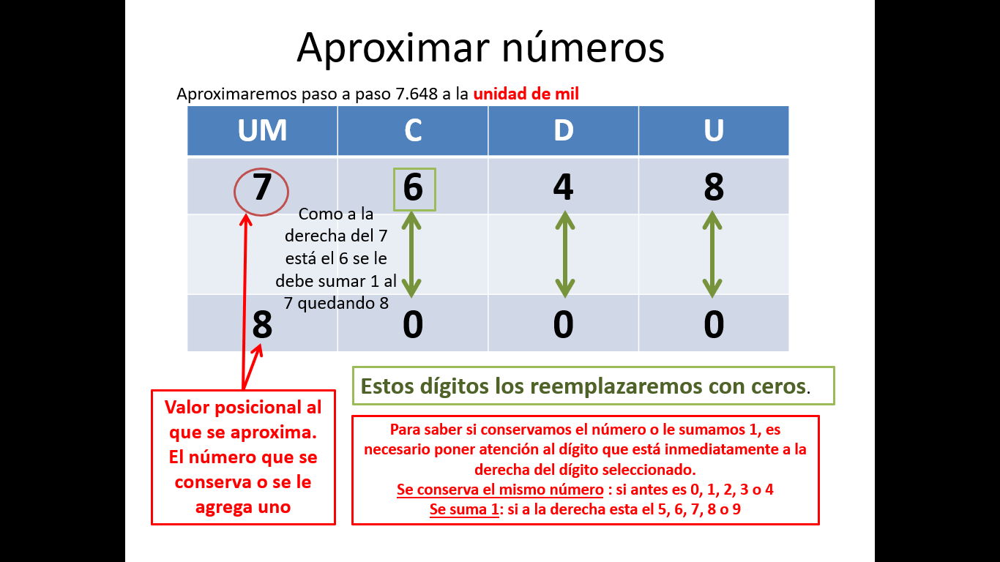 Aproximar números
Aproximaremos paso a paso 7.648 a la unidad de mil
UM C D U
7 6 4 8
Como a la
derecha del 7
está el 6 se le
debe sumar 1 al
7 quedando 8
8 0 0 0
Estos dígitos los reemplazaremos con ceros.
Valor posicional al
que se aproxima.
El número que se
conserva o se le
agrega uno
Para saber si conservamos el número o le sumamos 1, es
necesario poner atención al dígito que está inmediatamente a la
derecha del dígito seleccionado.
Se conserva el mismo número : si antes es 0, 1, 2, 3 o 4
Se suma 1: si a la derecha esta el 5, 6, 7, 8 o 9